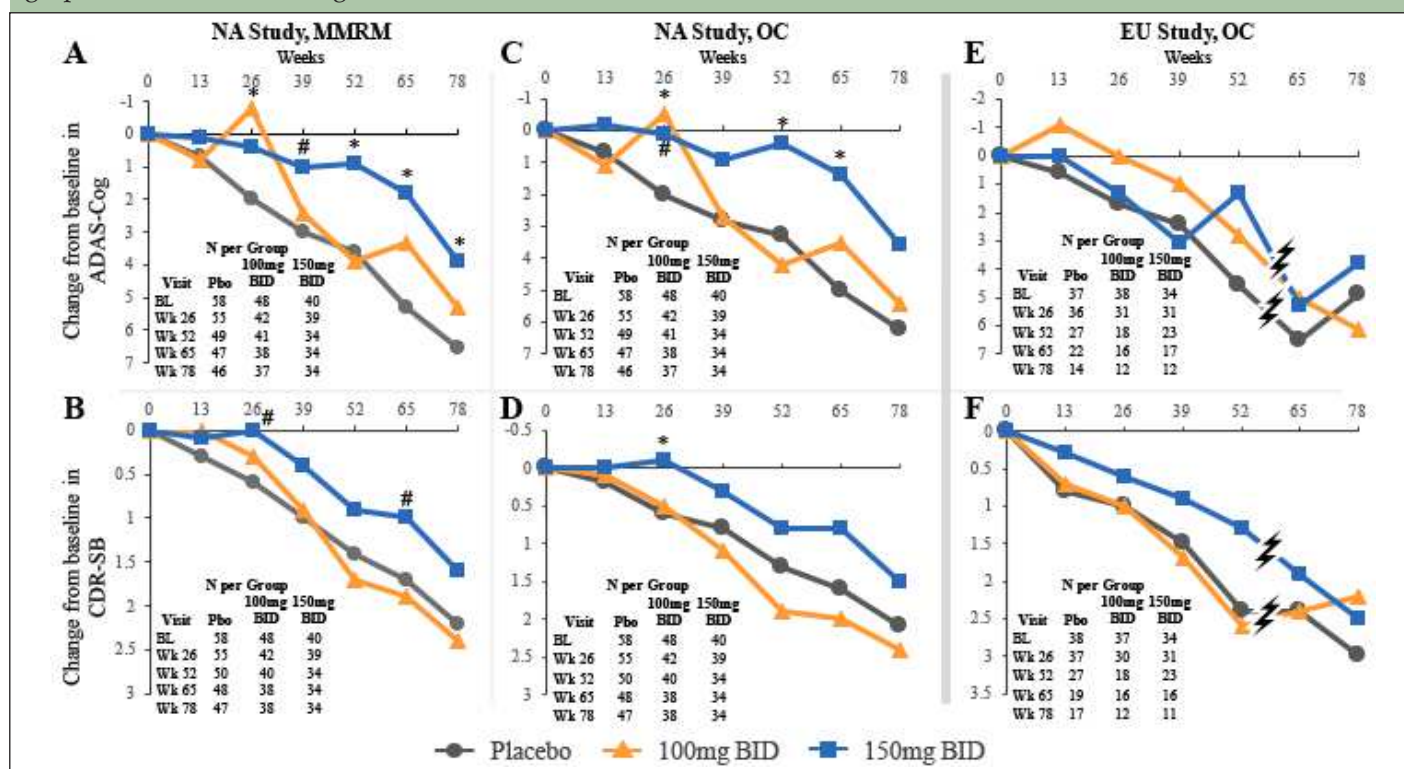 NA Study, MMRM
Weeks
A
0 13 26 39 52 65 78
-1
0
1
2
3
4
5
6
7
Change from baseline in
ADAS-Cog
* # * * *
N per Group
100mg 150mg
Visit Pbo BID BID
BL 58 48 40
Wk 26 55 42 39
Wk 52 49 41 34
Wk 65 47 38 34
Wk 78 46 37 34
NA Study, OC
Weeks
C
0 13 26 39 52 65 78
-1
0
1
2
3
4
5
6
7
* # * *
N per Group
100mg 150mg
Visit Pbo BID BID
BL 58 48 40
Wk 26 55 42 39
Wk 52 49 41 34
Wk 65 47 38 34
Wk 78 46 37 34
EU Study, OC
Weeks
E
0 13 26 39 52 65 78
-2
-1
0
1
2
3
4
5
6
7
N per Group
100mg 150mg
Visit Pbo BID BID
BL 37 38 34
Wk 26 36 31 31
Wk 52 27 18 23
Wk 65 22 16 17
Wk 78 14 12 12
B
0 13 26 39 52 65 78
0
0.5
1
1.5
2
2.5
3
Change from baseline in
CDR-SB
# #
N per Group
100mg 150mg
Visit Pbo BID BID
BL 58 48 40
Wk 26 55 42 39
Wk 52 50 40 34
Wk 65 48 38 34
Wk 78 47 38 34
D
0 13 26 39 52 65 78
-0.5
0
0.5
1
1.5
2
2.5
3
*
N per Group
100mg 150mg
Visit Pbo BID BID
BL 58 48 40
Wk 26 55 42 39
Wk 52 50 40 34
Wk 65 48 38 34
Wk 78 47 38 34
F
0 13 26 39 52 65 78
0
0.5
1
1.5
2
2.5
3
3.5
N per Group
100mg 150mg
Visit Pbo BID BID
BL 38 37 34
Wk 26 37 30 31
Wk 52 27 18 23
Wk 65 19 16 16
Wk 78 17 12 11
Placebo 100mg BID 150mg BID